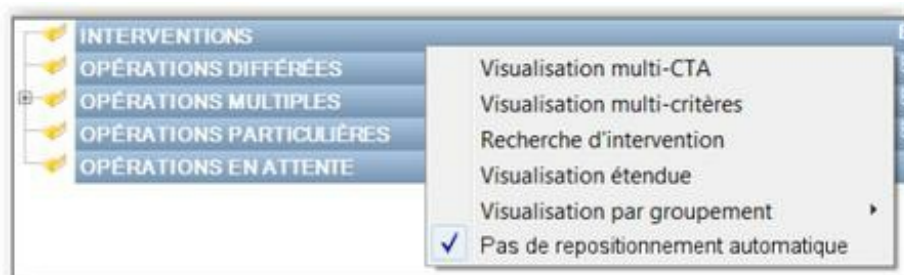 INTERVENTIONS
OPÉRATIONS DIFFÉRÉES
OPÉRATIONS MULTIPLES
OPÉRATIONS PARTICULIÈRES
OPÉRATIONS EN ATTENTE
Visualisation multi-CTA
Visualisation multi-critères
Recherche d'intervention
Visualisation étendue
Visualisation par groupement
Pas de repositionnement automatique